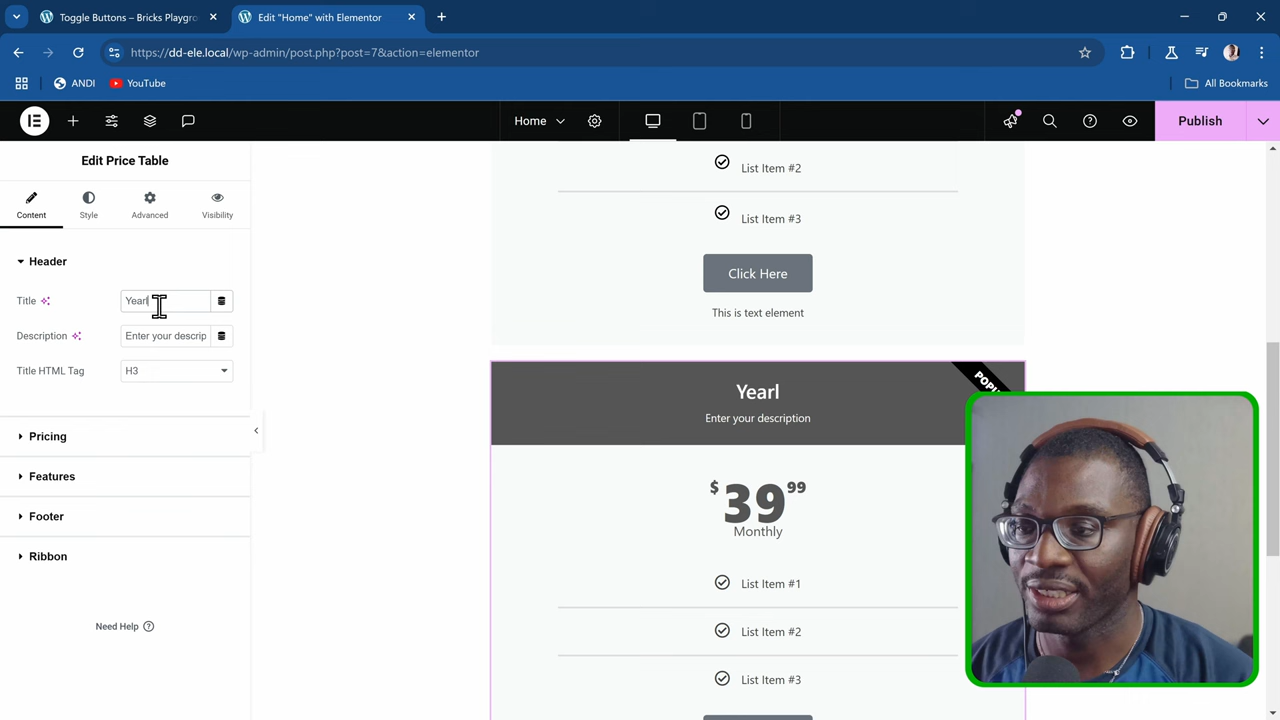 Toggle Buttons – Bricks Playgro
Edit "Home" with Elementor
https://dd-ele.local/wp-admin/post.php?post=7&action=elementor
ANDI
YouTube
All Bookmarks
Home
Publish
Edit Price Table
Content
Style
Advanced
Visibility
Header
Title
Yearl
Description
Enter your descrip
Title HTML Tag
H3
Pricing
Features
Footer
Ribbon
Need Help
List Item #2
List Item #3
Click Here
This is text element
POPU
Yearl
Enter your description
$39 99
Monthly
List Item #1
List Item #2
List Item #3